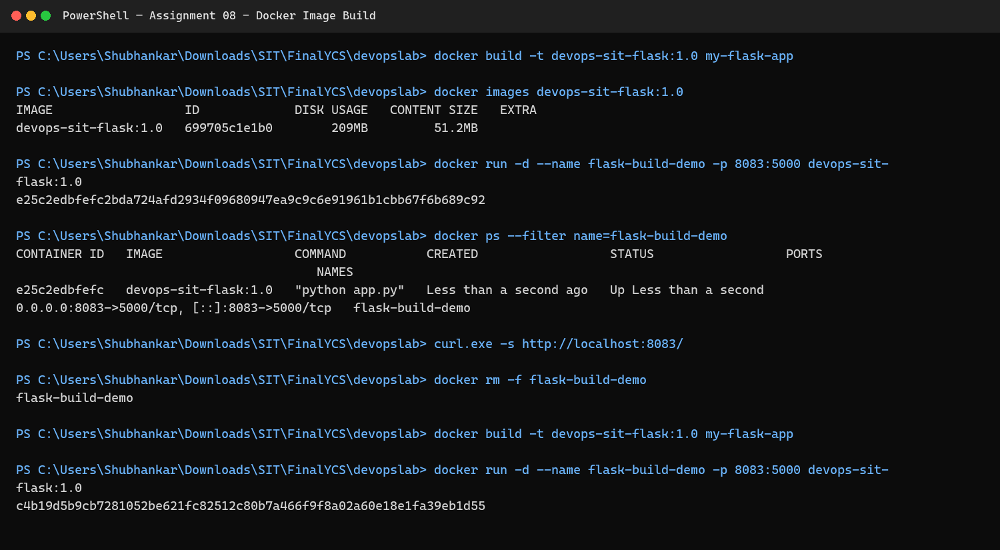 PowerShell — Assignment 08 - Docker Image Build
PS C:\Users\Shubhankar\Downloads\SIT\FinalYCS\devopslab> docker build -t devops-sit-flask:1.0 my-flask-app
PS C:\Users\Shubhankar\Downloads\SIT\FinalYCS\devopslab> docker images devops-sit-flask:1.0
IMAGE                  ID             DISK USAGE   CONTENT SIZE   EXTRA
devops-sit-flask:1.0   699705c1e1b0        209MB         51.2MB
PS C:\Users\Shubhankar\Downloads\SIT\FinalYCS\devopslab> docker run -d --name flask-build-demo -p 8083:5000 devops-sit-
flask:1.0
e25c2edbfefc2bda724afd2934f09680947ea9c9c6e91961b1cbb67f6b689c92
PS C:\Users\Shubhankar\Downloads\SIT\FinalYCS\devopslab> docker ps --filter name=flask-build-demo
CONTAINER ID   IMAGE                  COMMAND           CREATED                  STATUS                  PORTS
                                         NAMES
e25c2edbfefc   devops-sit-flask:1.0   "python app.py"   Less than a second ago   Up Less than a second
0.0.0.0:8083->5000/tcp, [::]:8083->5000/tcp   flask-build-demo
PS C:\Users\Shubhankar\Downloads\SIT\FinalYCS\devopslab> curl.exe -s http://localhost:8083/
PS C:\Users\Shubhankar\Downloads\SIT\FinalYCS\devopslab> docker rm -f flask-build-demo
flask-build-demo
PS C:\Users\Shubhankar\Downloads\SIT\FinalYCS\devopslab> docker build -t devops-sit-flask:1.0 my-flask-app
PS C:\Users\Shubhankar\Downloads\SIT\FinalYCS\devopslab> docker run -d --name flask-build-demo -p 8083:5000 devops-sit-
flask:1.0
c4b19d5b9cb7281052be621fc82512c80b7a466f9f8a02a60e18e1fa39eb1d55